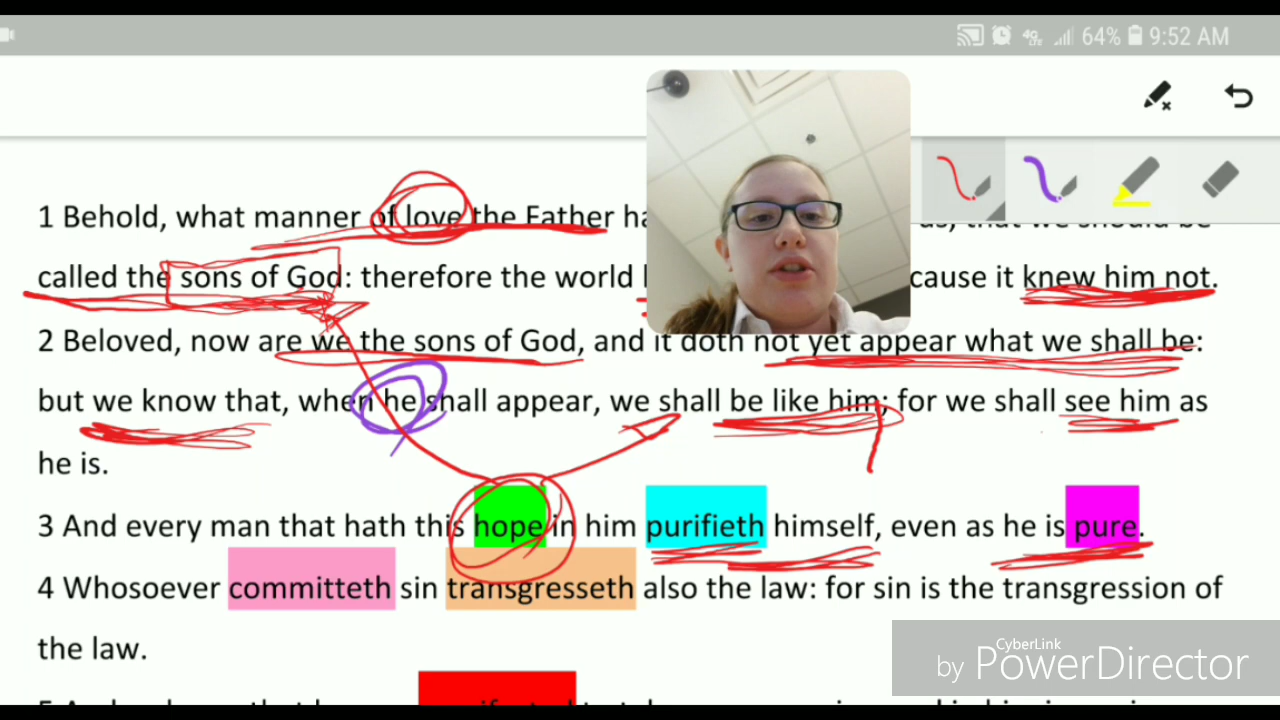 64% 9:52 AM
1 Behold, what manner of love the Father
called the sons of God: therefore the world cause it knew him not.
2 Beloved, now are we the sons of God, and it doth not yet appear what we shall be:
but we know that, when he shall appear, we shall be like him; for we shall see him as
he is.
3 And every man that hath this hope in him purifieth himself, even as he is pure.
4 Whosoever committeth sin transgresseth also the law: for sin is the transgression of
the law.
CyberLink
by PowerDirector